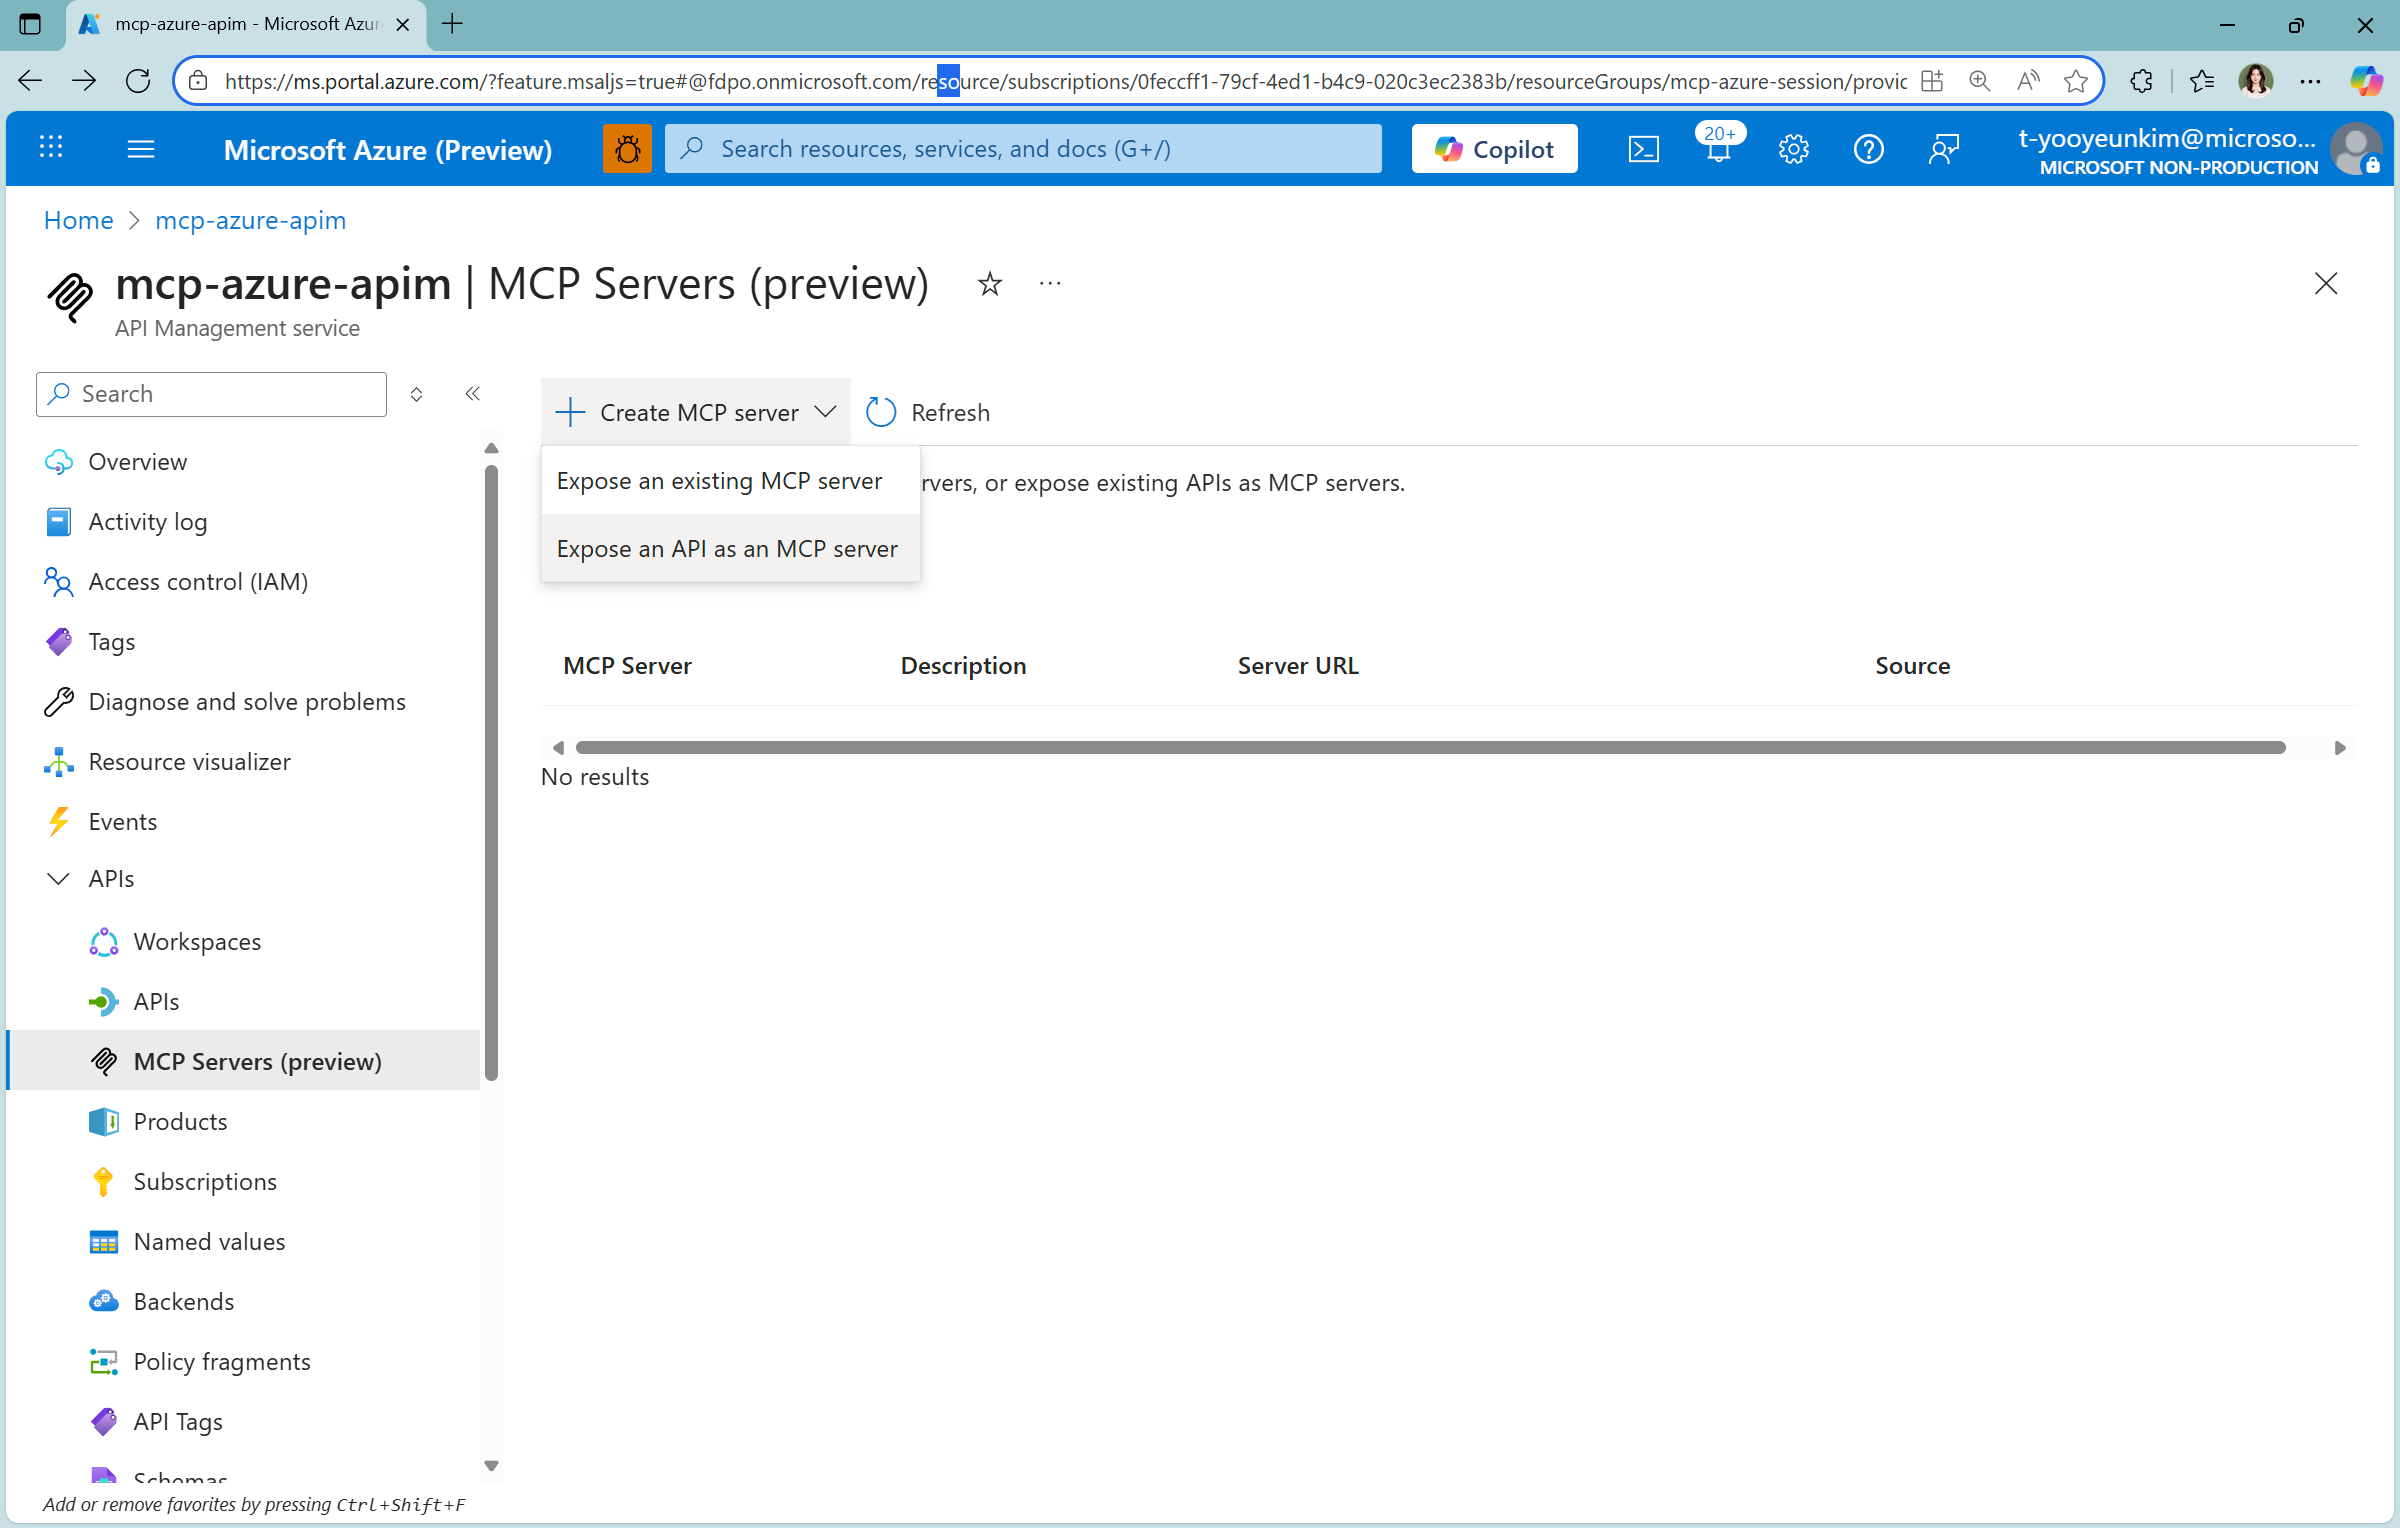 mcp-azure-apim - Microsoft Azur
https://ms.portal.azure.com/?feature.msaljs=true#@fdpo.onmicrosoft.com/resource/subscriptions/0feccff1-79cf-4ed1-b4c9-020c3ec2383b/resourceGroups/mcp-azure-session/provic
Microsoft Azure (Preview)
Search resources, services, and docs (G+/)
Copilot
20+
t-yooyeunkim@microso...
MICROSOFT NON-PRODUCTION
Home > mcp-azure-apim
mcp-azure-apim | MCP Servers (preview)
API Management service
Search
Create MCP server
Refresh
Expose an existing MCP server
rvers, or expose existing APIs as MCP servers.
Expose an API as an MCP server
MCP Server Description Server URL Source
No results
Overview
Activity log
Access control (IAM)
Tags
Diagnose and solve problems
Resource visualizer
Events
APIs
Workspaces
APIs
MCP Servers (preview)
Products
Subscriptions
Named values
Backends
Policy fragments
API Tags
Schemas
Add or remove favorites by pressing Ctrl+Shift+F